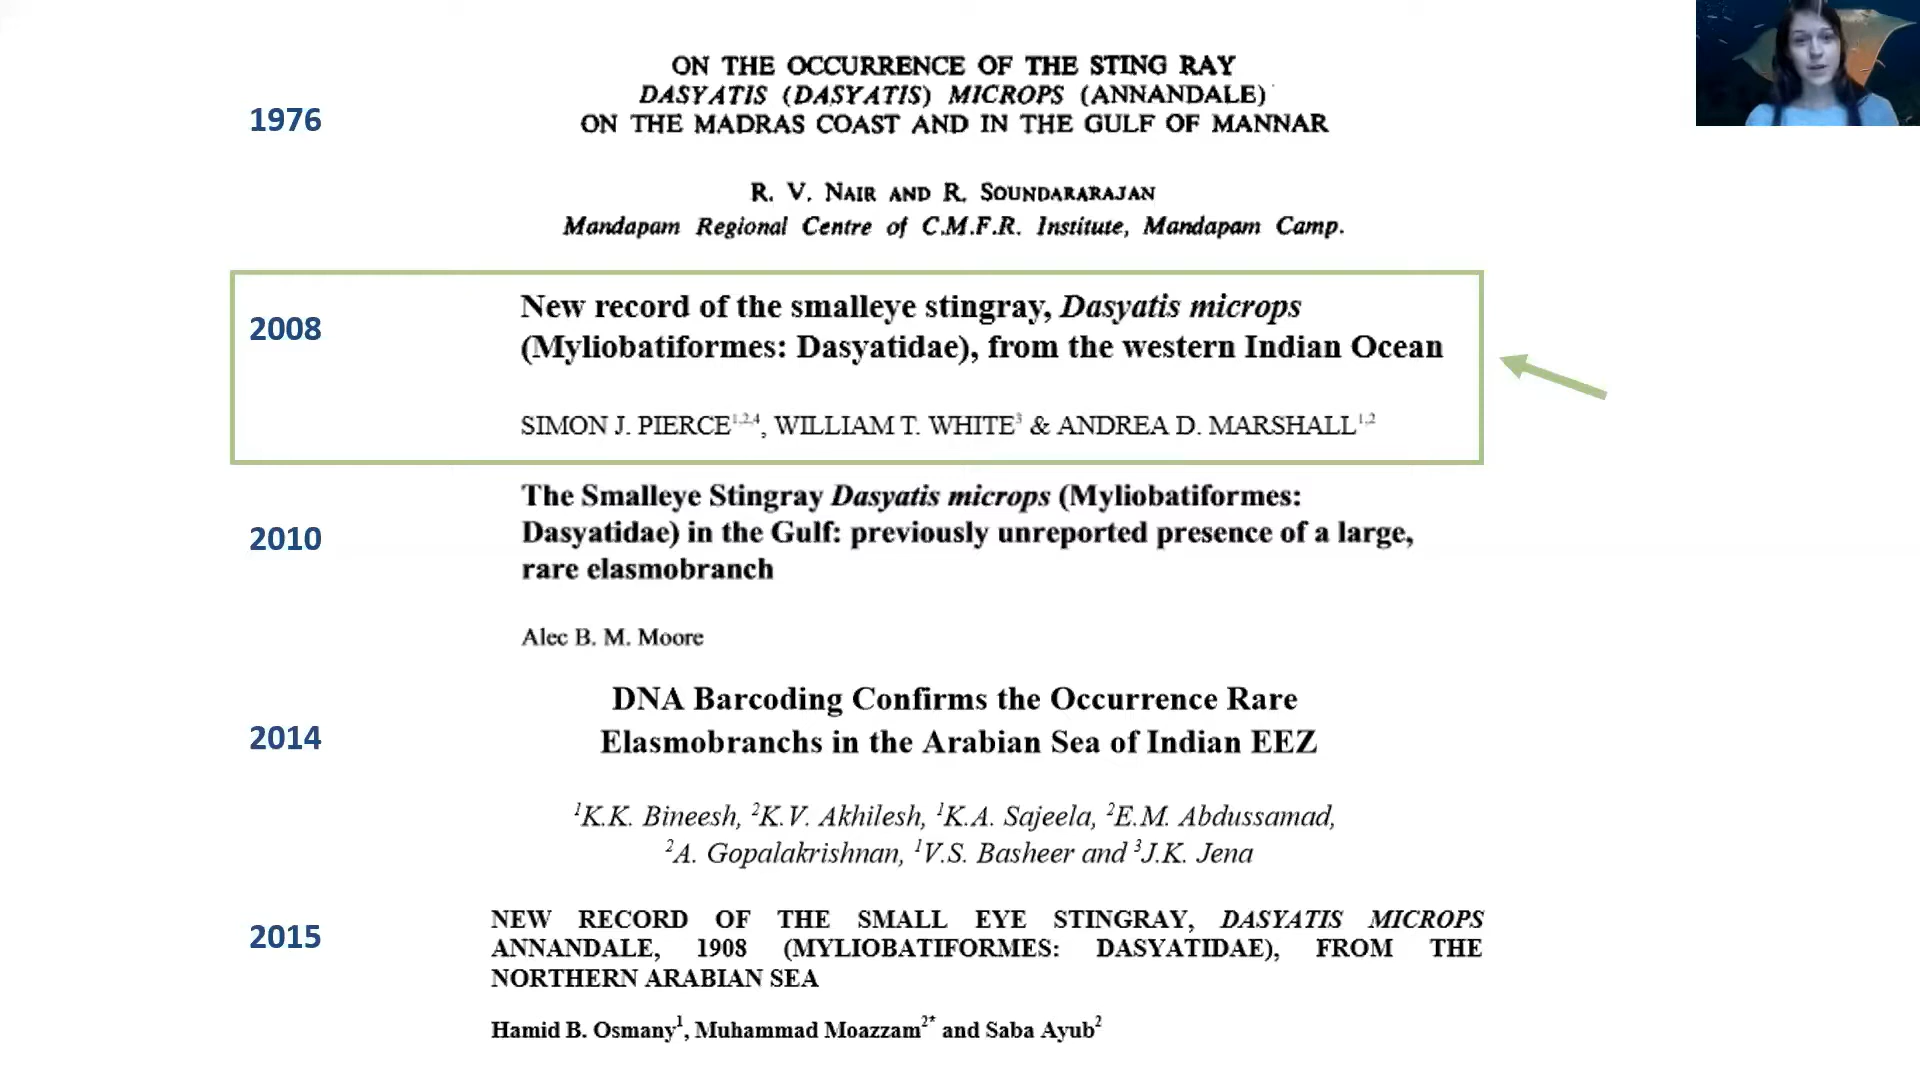 1976
ON THE OCCURRENCE OF THE STING RAY
DASYATIS (DASYATIS) MICROPS (ANNANDALE)
ON THE MADRAS COAST AND IN THE GULF OF MANNAR
R. V. NAIR AND R. SOUNDARARAJAN
Mandapam Regional Centre of C.M.F.R. Institute, Mandapam Camp.
2008
New record of the smalleye stingray, Dasyatis microps
(Myliobatiformes: Dasyatidae), from the western Indian Ocean
SIMON J. PIERCE1,2,4, WILLIAM T. WHITE3 & ANDREA D. MARSHALL1,2
2010
The Smalleye Stingray Dasyatis microps (Myliobatiformes:
Dasyatidae) in the Gulf: previously unreported presence of a large,
rare elasmobranch
Alec B. M. Moore
2014
DNA Barcoding Confirms the Occurrence Rare
Elasmobranchs in the Arabian Sea of Indian EEZ
1K.K. Bineesh, 2K.V. Akhilesh, 1K.A. Sajeela, 2E.M. Abdussamad,
2A. Gopalakrishnan, 1V.S. Basheer and 3J.K. Jena
2015
NEW RECORD OF THE SMALL EYE STINGRAY, DASYATIS MICROPS
ANNANDALE, 1908 (MYLIOBATIFORMES: DASYATIDAE), FROM THE
NORTHERN ARABIAN SEA
Hamid B. Osmany1, Muhammad Moazzam2* and Saba Ayub2